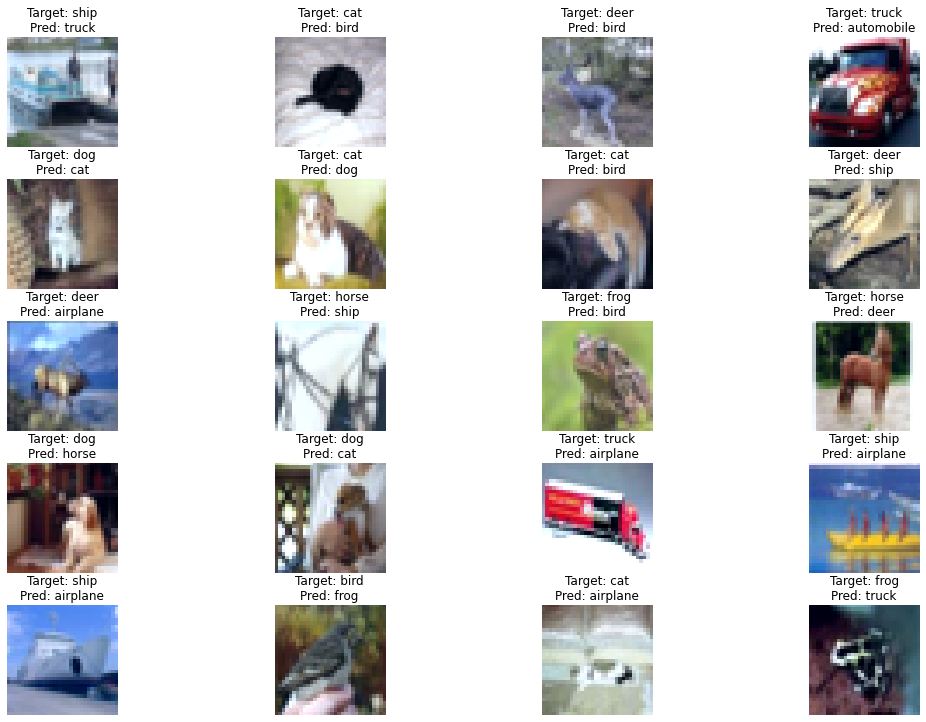 Target: ship
Pred: truck
Target: cat
Pred: bird
Target: deer
Pred: bird
Target: truck
Pred: automobile
Target: dog
Pred: cat
Target: cat
Pred: dog
Target: cat
Pred: bird
Target: deer
Pred: ship
Target: deer
Pred: airplane
Target: horse
Pred: ship
Target: frog
Pred: bird
Target: horse
Pred: deer
Target: dog
Pred: horse
Target: dog
Pred: cat
Target: truck
Pred: airplane
Target: ship
Pred: airplane
Target: ship
Pred: airplane
Target: bird
Pred: frog
Target: cat
Pred: airplane
Target: frog
Pred: truck